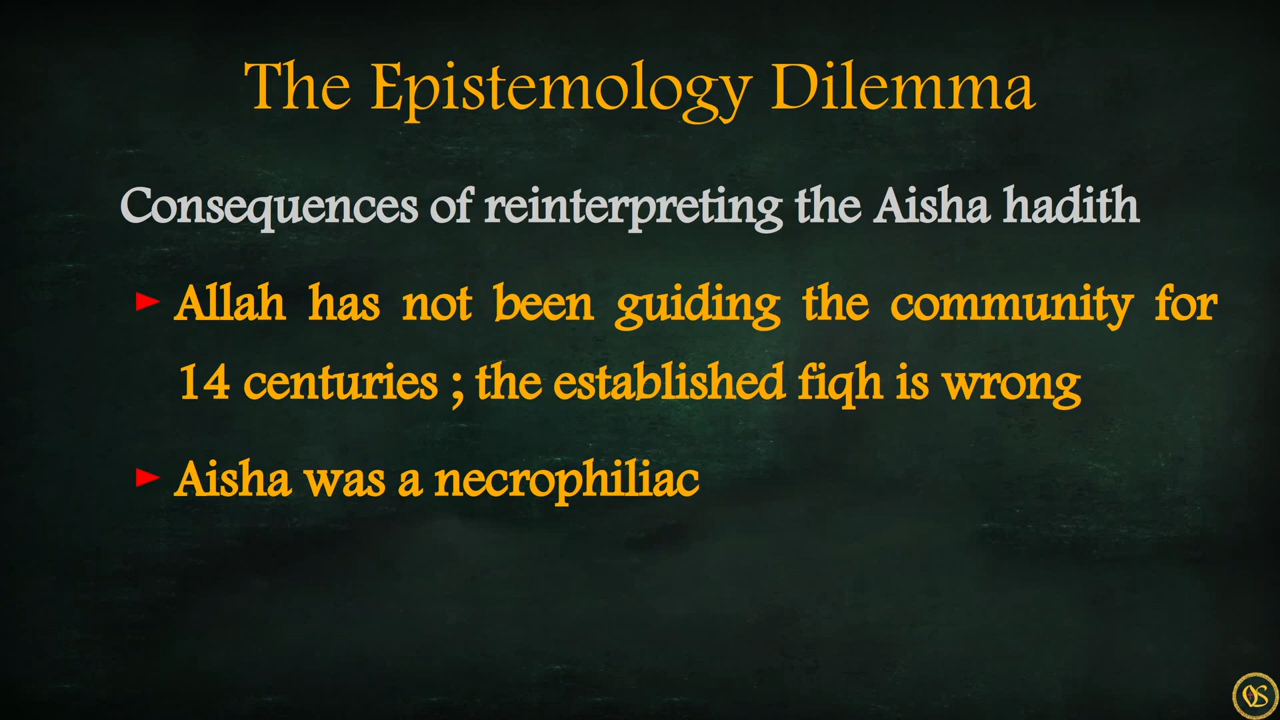 The Epistemology Dilemma
Consequences of reinterpreting the Aisha hadith
► Allah has not been guiding the community for
14 centuries ; the established fiqh is wrong
► Aisha was a necrophiliac